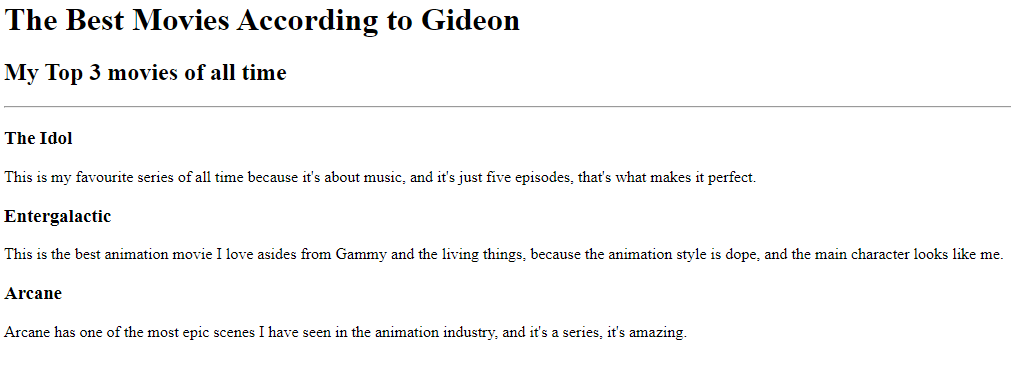 The Best Movies According to Gideon
My Top 3 movies of all time
The Idol
This is my favourite series of all time because it's about music, and it's just five episodes, that's what makes it perfect.
Entergalactic
This is the best animation movie I love asides from Gammy and the living things, because the animation style is dope, and the main character looks like me.
Arcane
Arcane has one of the most epic scenes I have seen in the animation industry, and it's a series, it's amazing.